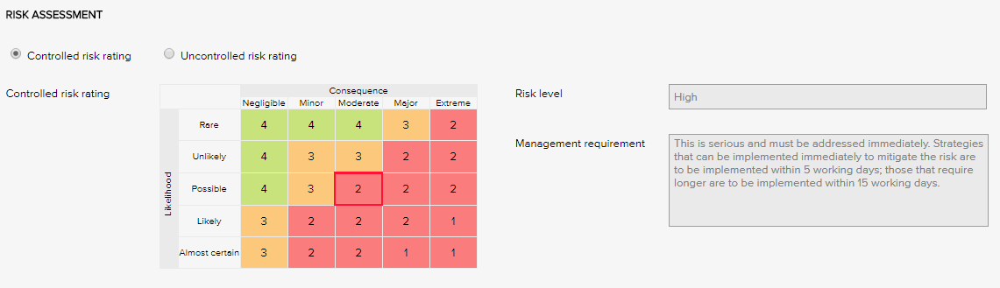 RISK ASSESSMENT
Controlled risk rating
Uncontrolled risk rating
Controlled risk rating
Consequence
Negligible Minor Moderate Major Extreme
Likelihood
Rare 4 4 4 3 2
Unlikely 4 3 3 2 2
Possible 4 3 2 2 2
Likely 3 2 2 2 1
Almost certain 3 2 2 1 1
Risk level
High
Management requirement
This is serious and must be addressed immediately. Strategies
that can be implemented immediately to mitigate the risk are
to be implemented within 5 working days; those that require
longer are to be implemented within 15 working days.